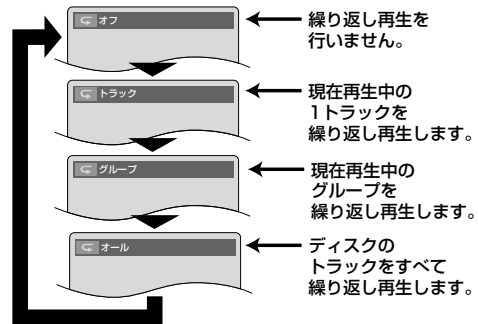 オフ
繰り返し再生を
行いません。
トラック
現在再生中の
1トラックを
繰り返し再生します。
グループ
現在再生中の
グループを
繰り返し再生します。
オール
ディスクの
トラックをすべて
繰り返し再生します。